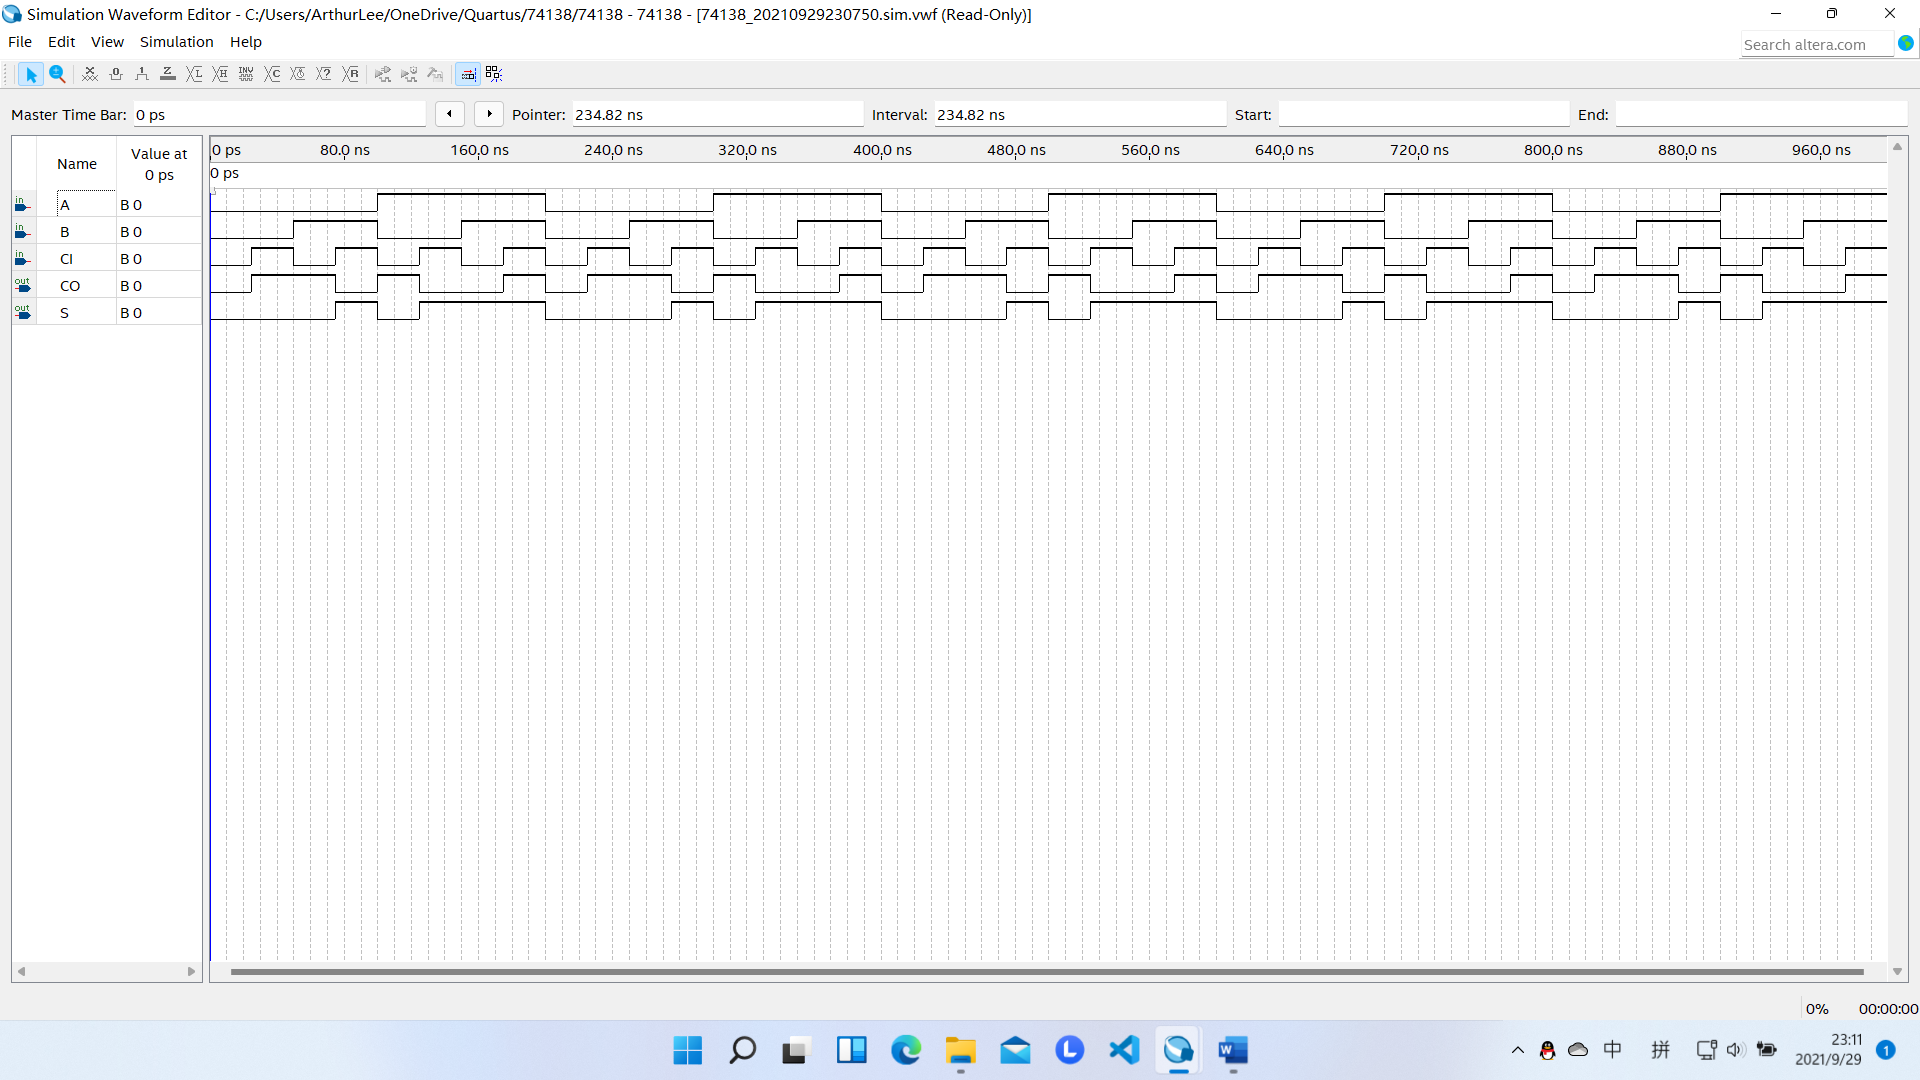 Simulation Waveform Editor - C:/Users/ArthurLee/OneDrive/Quartus/74138/74138 - 74138 - [74138_20210929230750.sim.vwf (Read-Only)]
File Edit View Simulation Help
Search altera.com
Master Time Bar: 0 ps Pointer: 234.82 ns Interval: 234.82 ns Start: End:
Name Value at 0 ps
0 ps 80.0 ns 160.0 ns 240.0 ns 320.0 ns 400.0 ns 480.0 ns 560.0 ns 640.0 ns 720.0 ns 800.0 ns 880.0 ns 960.0 ns
0 ps
in A B 0
in B B 0
in CI B 0
out CO B 0
out S B 0
0% 00:00:00
中 拼 23:11
2021/9/29 1